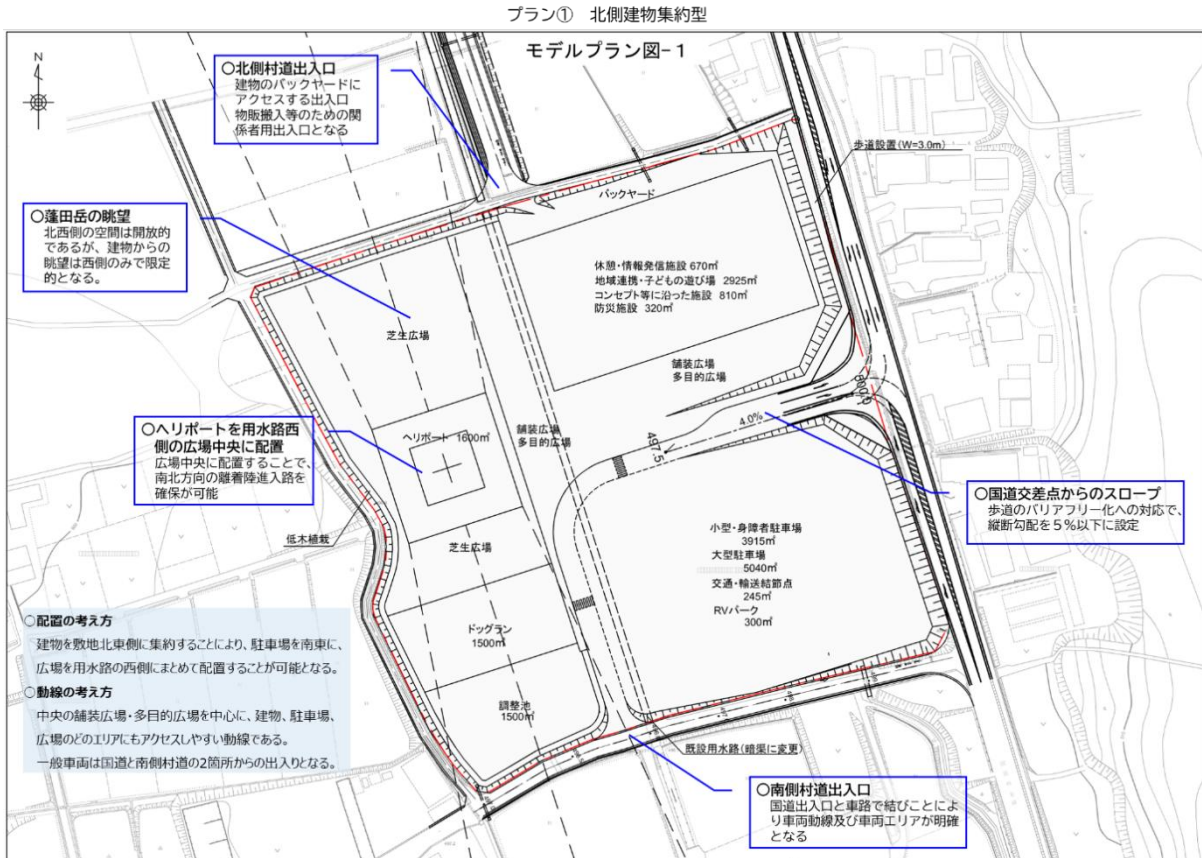 プラン① 北側建物集約型
モデルプラン図-1
N
○北側村道出入口
建物のバックヤードに
アクセスする出入口
物販搬入等のための関
係者用出入口となる
歩道設置(W=3.0m)
バックヤード
○蓬田岳の眺望
北西側の空間は開放的
であるが、建物からの
眺望は西側のみで限定
的となる。
休憩・情報発信施設 670㎡
地域連携・子どもの遊び場 2925㎡
コンセプト等に沿った施設 810㎡
防災施設 320㎡
芝生広場
舗装広場
多目的広場
500.0
4.0%
497.5
○ヘリポートを用水路西
側の広場中央に配置
広場中央に配置することで、
南北方向の離着陸進入路を
確保が可能
ヘリポート 1600㎡
舗装広場
多目的広場
○国道交差点からのスロープ
歩道のバリアフリー化への対応で、
縦断勾配を５%以下に設定
低木植栽
芝生広場
小型・身障者駐車場
3915㎡
大型駐車場
5040㎡
交通・輸送結節点
245㎡
RVパーク
300㎡
○配置の考え方
建物を敷地北東側に集約することにより、駐車場を南東に、
広場を用水路の西側にまとめて配置することが可能となる。
○動線の考え方
中央の舗装広場・多目的広場を中心に、建物、駐車場、
広場のどのエリアにもアクセスしやすい動線である。
一般車両は国道と南側村道の2箇所からの出入りとなる。
ドッグラン
1500㎡
調整池
1500㎡
既設用水路(暗渠に変更)
○南側村道出入口
国道出入口と車路で結びことによ
り車両動線及び車両エリアが明確
となる